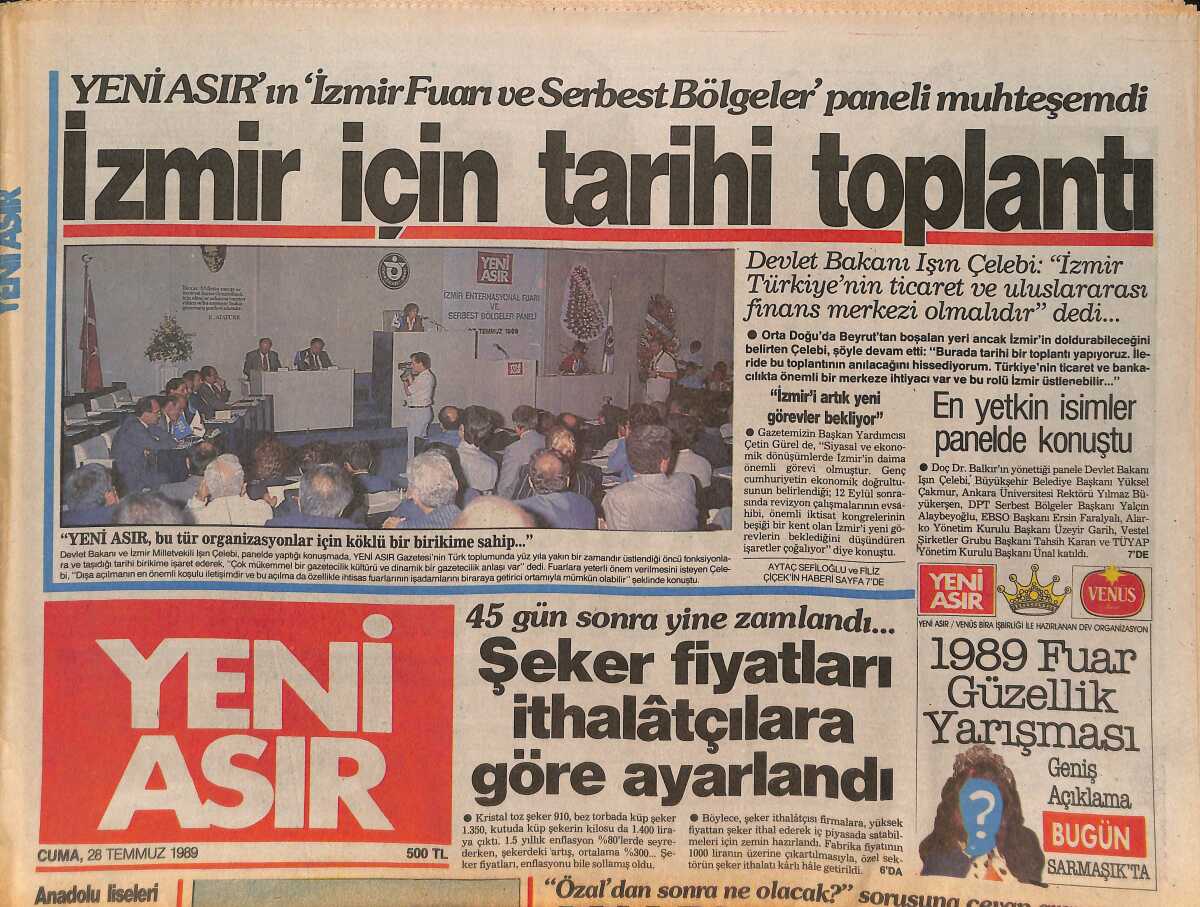 YENİ ASIR'ın 'İzmir Fuarı ve Serbest Bölgeler' paneli muhteşemdi
İzmir için tarihi toplantı
YENİ ASIR
YENİ
ASIR
İZMİR ENTERNASYONAL FUARI
VE
SERBEST BÖLGELER PANELİ
TEMMUZ 1989
K. ATATÜRK
"YENİ ASIR, bu tür organizasyonlar için köklü bir birikime sahip..."
Devlet Bakanı ve İzmir Milletvekili Işın Çelebi, panelde yaptığı konuşmada, YENİ ASIR Gazetesi'nin Türk toplumunda yüz yıla yakın bir zamandır üstlendiği öncü fonksiyonla-
ra ve taşıdığı tarihi birikime işaret ederek, "Çok mükemmel bir gazetecilik kültürü ve dinamik bir gazetecilik anlaşı var" dedi. Fuarlara yeterli önem verilmesini isteyen Çele-
bi, "Dışa açılmanın en önemli koşulu iletişimdir ve bu açılma da özellikle ihtisas fuarlarının işadamlarını biraraya getirici ortamıyla mümkün olabilir" şeklinde konuştu.
Devlet Bakanı Işın Çelebi: "İzmir
Türkiye'nin ticaret ve uluslararası
finans merkezi olmalıdır" dedi...
● Orta Doğu'da Beyrut'tan boşalan yeri ancak İzmir'in doldurabileceğini
belirten Çelebi, şöyle devam etti: "Burada tarihi bir toplantı yapıyoruz. İle-
ride bu toplantının anılacağını hissediyorum. Türkiye'nin ticaret ve banka-
cılıkta önemli bir merkeze ihtiyacı var ve bu rolü İzmir üstlenebilir..."
"İzmir'i artık yeni
görevler bekliyor"
● Gazetemizin Başkan Yardımcısı
Çetin Gürel de, "Siyasal ve ekono-
mik dönüşümlerde İzmir'in daima
önemli görevi olmuştur. Genç
cumhuriyetin ekonomik doğrultu-
sunun belirlendiği; 12 Eylül sonra-
sında revizyon çalışmalarının evsa-
hibi, önemli iktisat kongrelerinin
beşiği bir kent olan İzmir'i yeni gö-
revlerin beklediğini düşündüren
işaretler çoğalıyor" diye konuştu.
AYTAÇ SEFİLOĞLU ve FİLİZ
ÇİÇEK'İN HABERİ SAYFA 7'DE
En yetkin isimler
panelde konuştu
● Doç Dr. Balkır'ın yönettiği panele Devlet Bakanı
Işın Çelebi, Büyükşehir Belediye Başkanı Yüksel
Çakmur, Ankara Üniversitesi Rektörü Yılmaz Bü-
yükerşen, DPT Serbest Bölgeler Başkanı Yalçın
Alaybeyoğlu, EBSO Başkanı Ersin Faralyalı, Alar-
ko Yönetim Kurulu Başkanı Üzeyir Garih, Vestel
Şirketler Grubu Başkanı Tahsih Karan ve TÜYAP
Yönetim Kurulu Başkanı Ünal katıldı. 7'DE
YENİ
ASIR
CUMA, 28 TEMMUZ 1989 500 TL
45 gün sonra yine zamlandı...
Şeker fiyatları
ithalâtçılara
göre ayarlandı
● Kristal toz şeker 910, bez torbada küp şeker
1.350, kutuda küp şekerin kilosu da 1.400 lira-
ya çıktı. 1.5 yıllık enflasyon %80'lerde seyre-
derken, şekerdeki artış, ortalama %300... Şe-
ker fiyatları, enflasyonu bile sollamış oldu.
● Böylece, şeker ithalâtçısı firmalara, yüksek
fiyattan şeker ithal ederek iç piyasada satabil-
meleri için zemin hazırlandı. Fabrika fiyatının
1000 liranın üzerine çıkartılmasıyla, özel sek-
törün şeker ithalatı kârlı hâle getirildi. 6'DA
YENİ
ASIR
VENÜS
YENİ ASIR / VENÜS BİRA İŞBİRLİĞİ İLE HAZIRLANAN DEV ORGANİZASYON
1989 Fuar
Güzellik
Yarışması
Geniş
Açıklama
?
BUGÜN
SARMAŞIK'TA
Anadolu liseleri
"Özal'dan sonra ne olacak?" sorusuna cevap